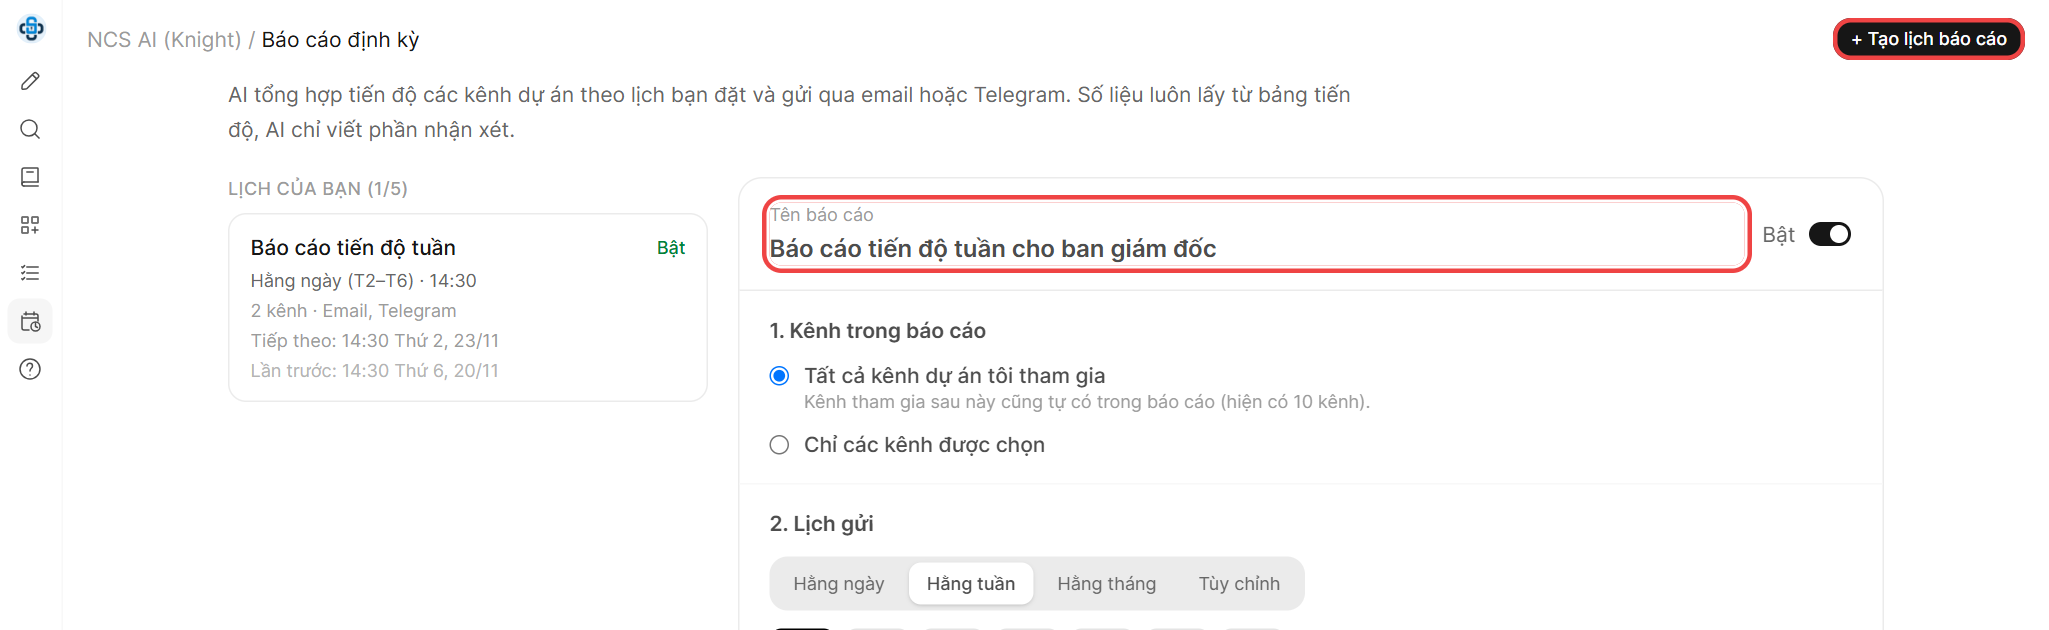 NCS AI (Knight) / Báo cáo định kỳ
+ Tạo lịch báo cáo
AI tổng hợp tiến độ các kênh dự án theo lịch bạn đặt và gửi qua email hoặc Telegram. Số liệu luôn lấy từ bảng tiến
độ, AI chỉ viết phần nhận xét.
LỊCH CỦA BẠN (1/5)
Báo cáo tiến độ tuần
Bật
Hằng ngày (T2–T6) · 14:30
2 kênh · Email, Telegram
Tiếp theo: 14:30 Thứ 2, 23/11
Lần trước: 14:30 Thứ 6, 20/11
Tên báo cáo
Báo cáo tiến độ tuần cho ban giám đốc
Bật
1. Kênh trong báo cáo
Tất cả kênh dự án tôi tham gia
Kênh tham gia sau này cũng tự có trong báo cáo (hiện có 10 kênh).
Chỉ các kênh được chọn
2. Lịch gửi
Hằng ngày
Hằng tuần
Hằng tháng
Tùy chỉnh